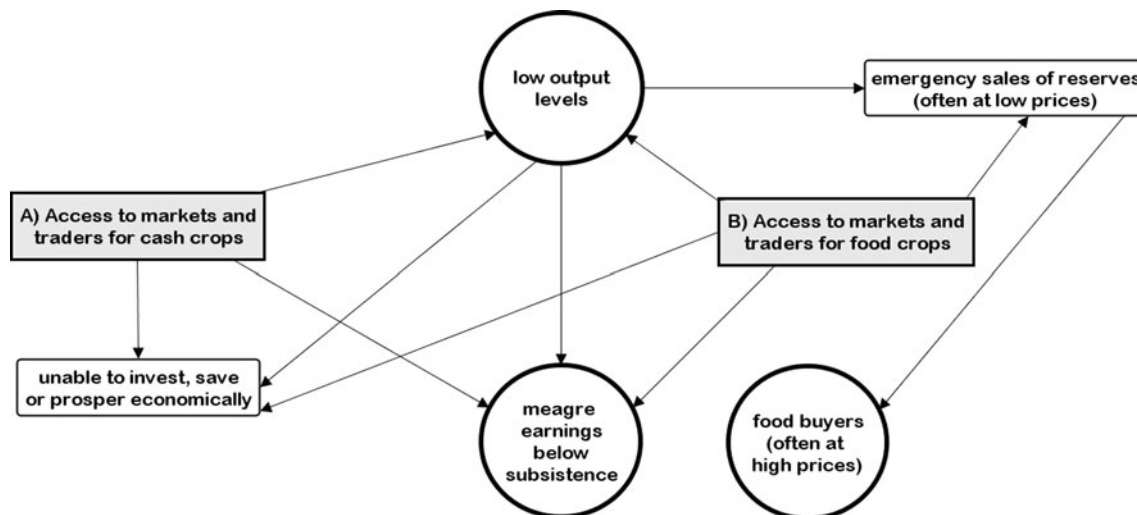 low output
levels
emergency sales of reserves
(often at low prices)
A) Access to markets and
traders for cash crops
B) Access to markets and
traders for food crops
unable to invest, save
or prosper economically
meagre
earnings
below
subsistence
food buyers
(often at
high prices)